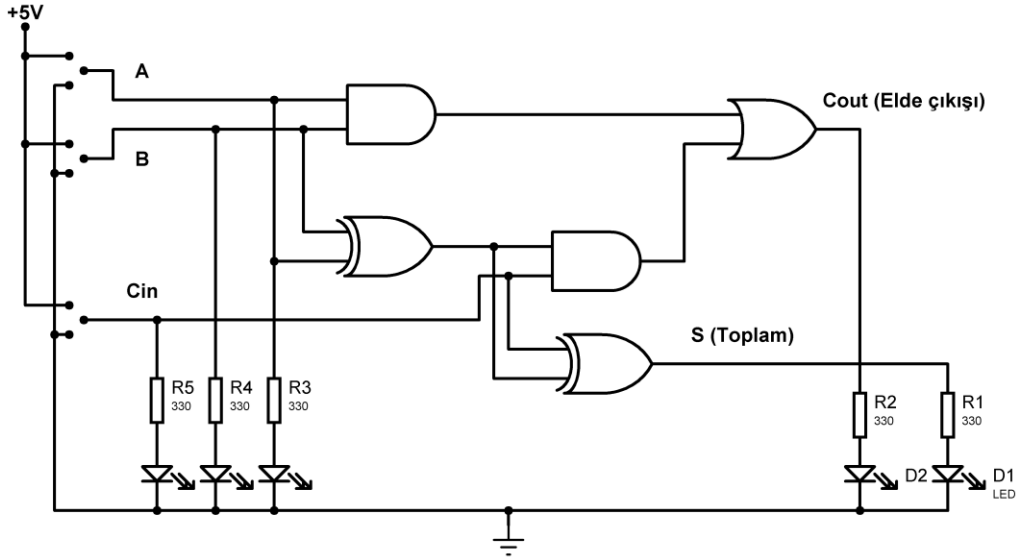 +5V
A
Cout (Elde çıkışı)
B
Cin
S (Toplam)
R5
330
R4
330
R3
330
R2
330
R1
330
D2
D1
LED